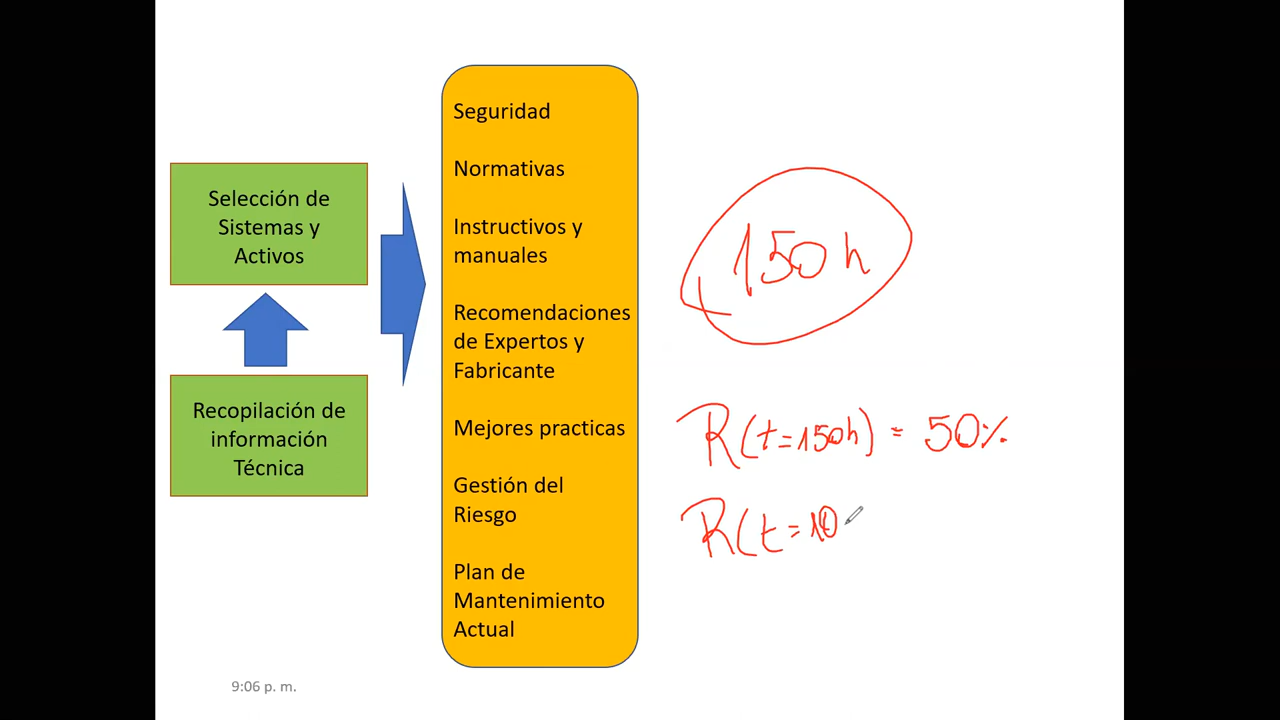 Selección de
Sistemas y
Activos
Recopilación de
información
Técnica
Seguridad
Normativas
Instructivos y
manuales
Recomendaciones
de Expertos y
Fabricante
Mejores practicas
Gestión del
Riesgo
Plan de
Mantenimiento
Actual
150 h
R(t=150h) = 50%
R(t=10
9:06 p. m.